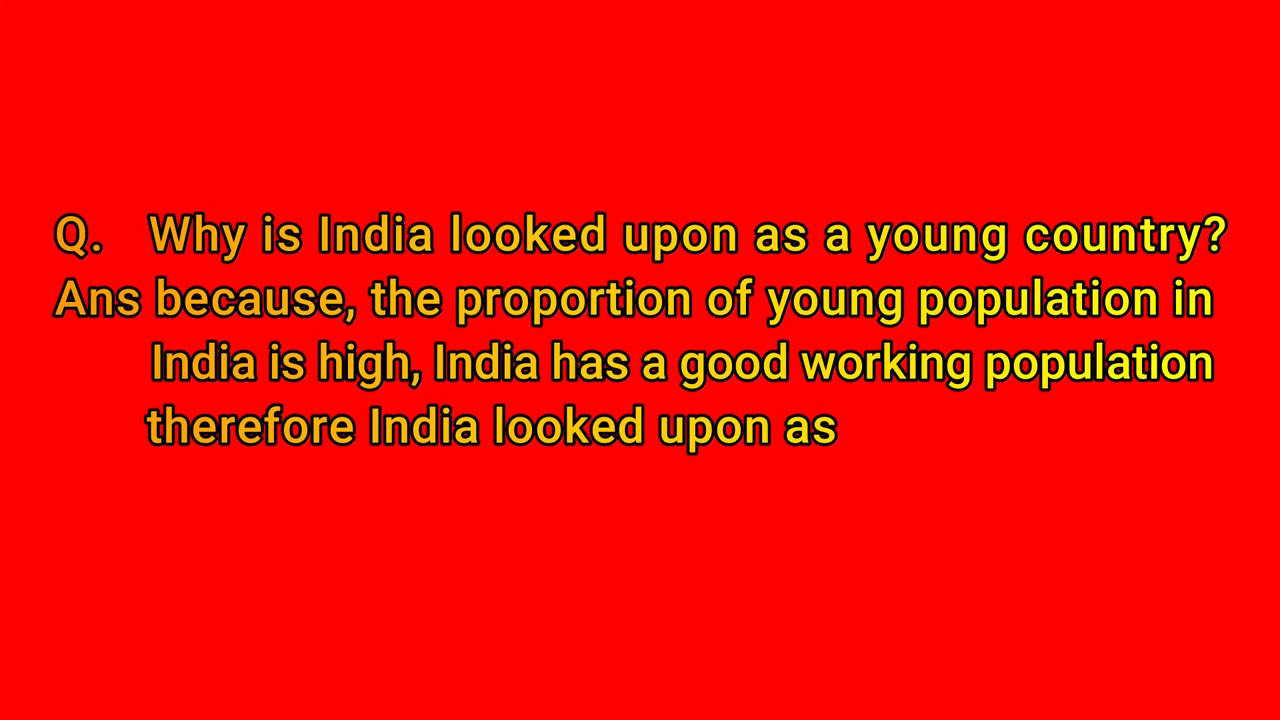 Q. Why is India looked upon as a young country?
Ans because, the proportion of young population in
India is high, India has a good working population
therefore India looked upon as